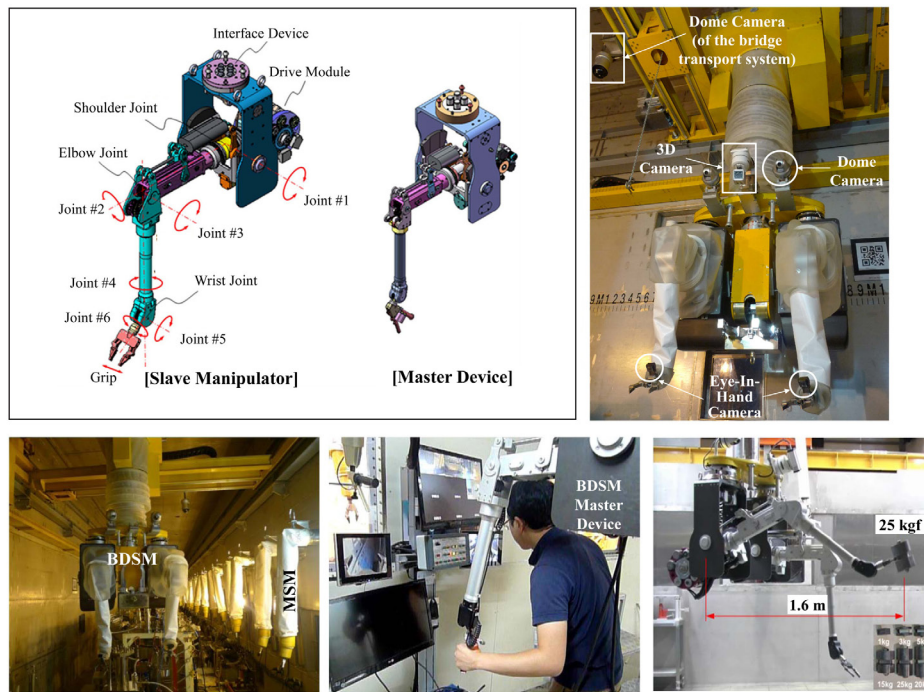 Interface Device
Drive Module
Shoulder Joint
Elbow Joint
Joint #1
Joint #2
Joint #3
Joint #4
Wrist Joint
Joint #6
Joint #5
Grip
[Slave Manipulator]
[Master Device]
Dome Camera
(of the bridge
transport system)
3D
Camera
Dome
Camera
89M1234567
89M1
Eye-In-
Hand
Camera
BDSM
MSM
BDSM
Master
Device
25 kgf
1.6 m
1kg
3kg
15kg
25kg